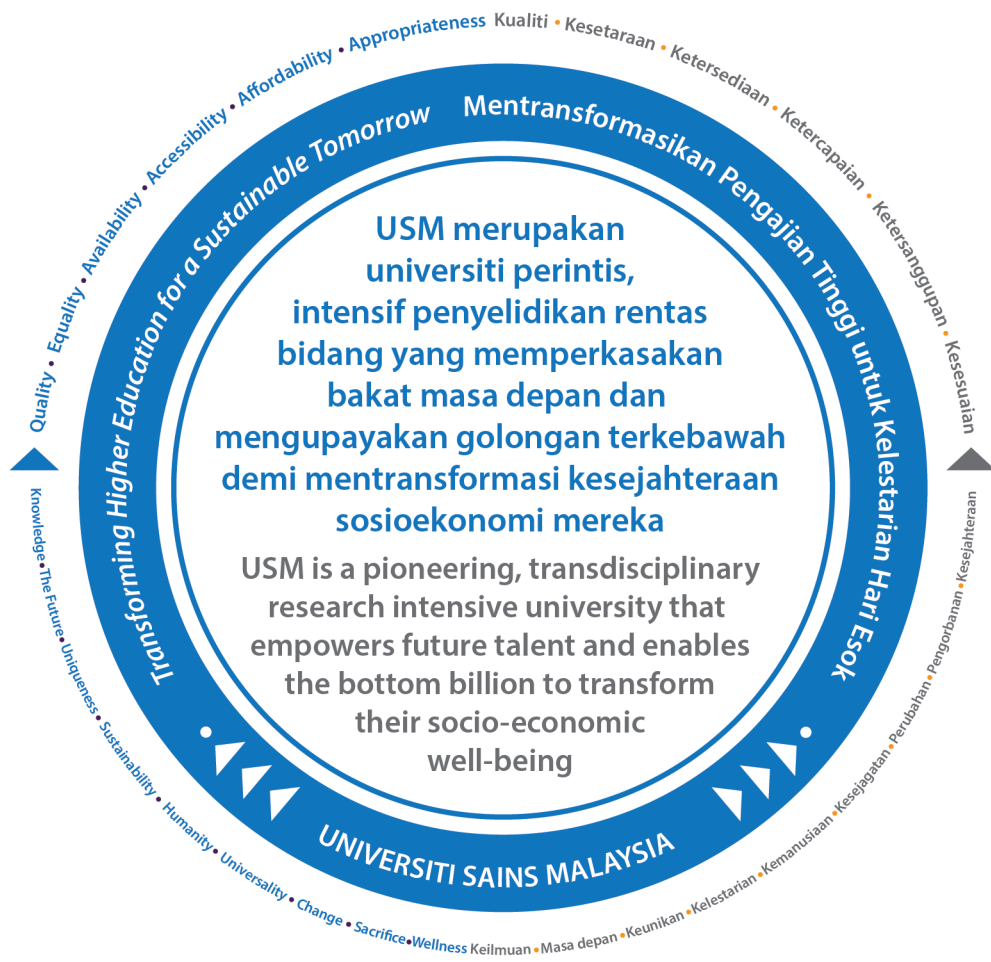 Quality • Equality • Availability • Accessibility • Affordability • Appropriateness
Kualiti • Kesetaraan • Ketersediaan • Ketercapaian • Ketersanggupan • Kesesuaian
Transforming Higher Education for a Sustainable Tomorrow
Mentransformasikan Pengajian Tinggi untuk Kelestarian Hari Esok
USM merupakan
universiti perintis,
intensif penyelidikan rentas
bidang yang memperkasakan
bakat masa depan dan
mengupayakan golongan terkebawah
demi mentransformasi kesejahteraan
sosioekonomi mereka
USM is a pioneering, transdisciplinary
research intensive university that
empowers future talent and enables
the bottom billion to transform
their socio-economic
well-being
UNIVERSITI SAINS MALAYSIA
Knowledge • The Future • Uniqueness • Sustainability • Humanity • Universality • Change • Sacrifice • Wellness
Keilmuan • Masa depan • Keunikan • Kelestarian • Kemanusiaan • Kesejagatan • Perubahan • Pengorbanan • Kesejahteraan